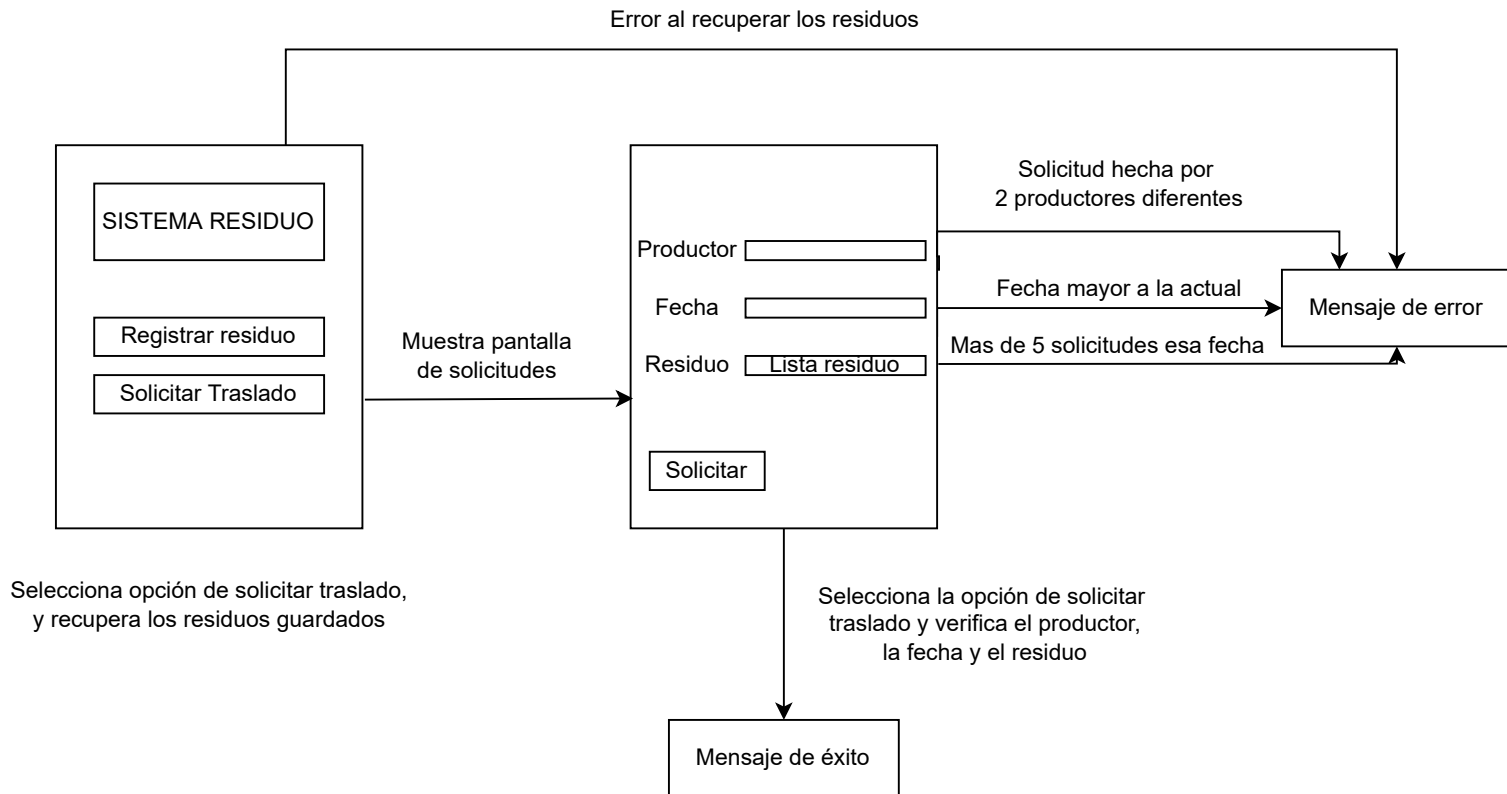 Error al recuperar los residuos
SISTEMA RESIDUO
Registrar residuo
Solicitar Traslado
Selecciona opción de solicitar traslado,
y recupera los residuos guardados
Muestra pantalla
de solicitudes
Productor
Fecha
Residuo
Lista residuo
Solicitar
Solicitud hecha por
2 productores diferentes
Fecha mayor a la actual
Mas de 5 solicitudes esa fecha
Mensaje de error
Selecciona la opción de solicitar
traslado y verifica el productor,
la fecha y el residuo
Mensaje de éxito